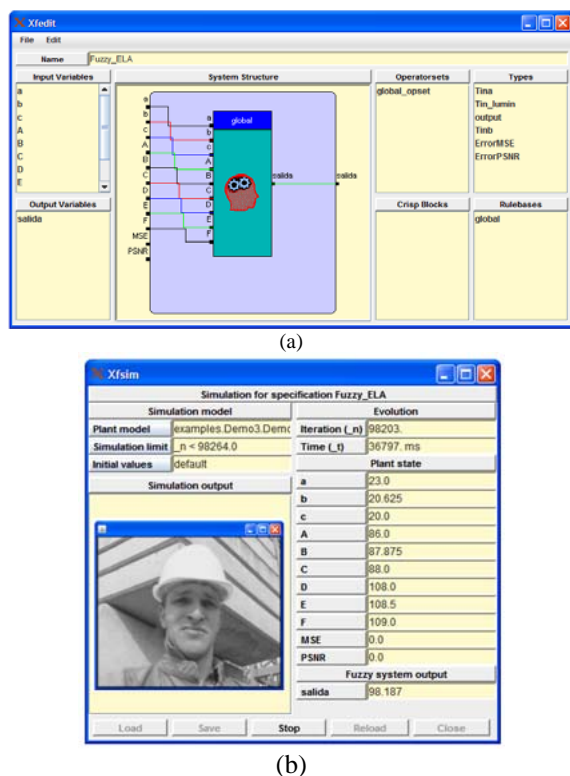 Xfedit
File Edit
Name Fuzzy_ELA
Input Variables
a
b
c
A
B
C
D
E
Output Variables
salida
System Structure
a
b
c
A
B
C
D
E
F
MSE
PSNR
a
b
c
A
B
C
D
E
F
global
salida
salida
Operatorsets
global_opset
Types
Tina
Tin_lumin
output
Tinb
ErrorMSE
ErrorPSNR
Crisp Blocks
Rulebases
global
(a)
Xfsim
Simulation for specification Fuzzy_ELA
Simulation model
Plant model examples.Demo3.Demo
Simulation limit _n < 98264.0
Initial values default
Simulation output
Evolution
Iteration (_n) 98203.
Time (_t) 36797. ms
Plant state
a 23.0
b 20.625
c 20.0
A 86.0
B 87.875
C 88.0
D 108.0
E 108.5
F 109.0
MSE 0.0
PSNR 0.0
Fuzzy system output
salida 98.187
Load Save Stop Reload Close
(b)